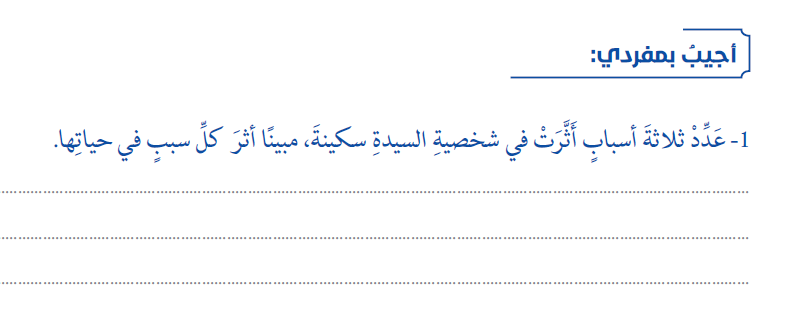 أجيبُ بمفردي:
1- عَدِّدْ ثلاثةَ أسبابٍ أَثَّرَتْ في شخصيةِ السيدةِ سكينةَ، مبينًا أثرَ كلِّ سببٍ في حياتِها.